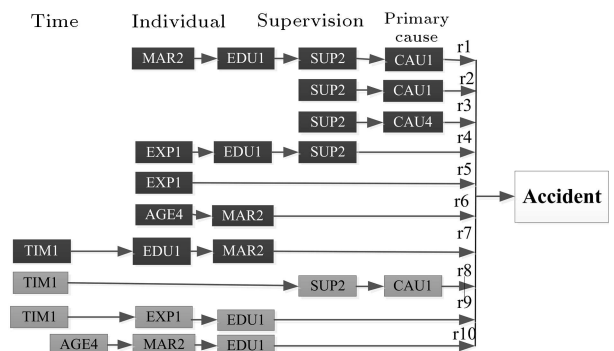 Time Individual Supervision Primary cause
MAR2 EDU1 SUP2 CAU1 r1
SUP2 CAU1 r2
SUP2 CAU4 r3
EXP1 EDU1 SUP2 r4
EXP1 r5
Accident
AGE4 MAR2 r6
TIM1 EDU1 MAR2 r7
TIM1 SUP2 CAU1 r8
TIM1 EXP1 EDU1 r9
AGE4 MAR2 EDU1 r10